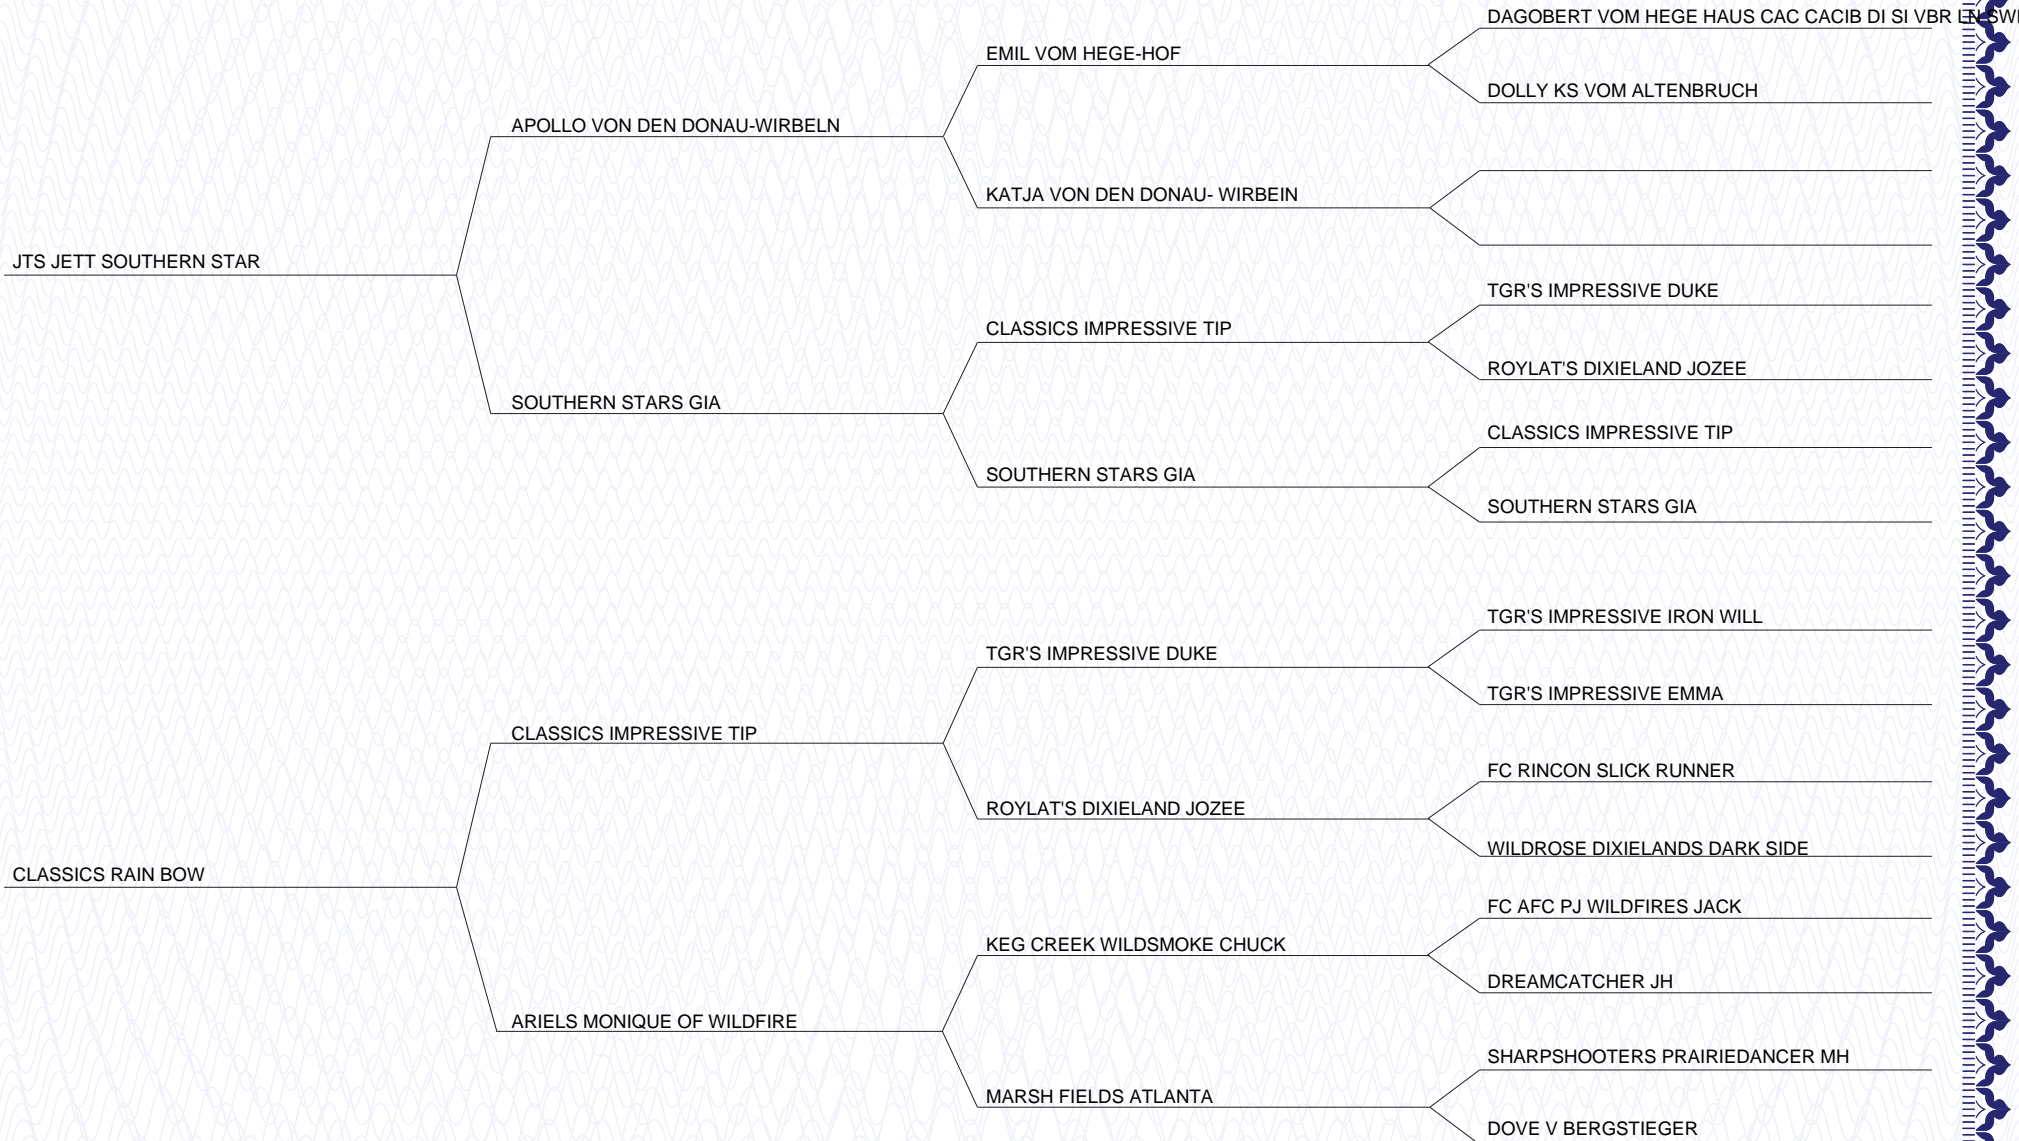 DAGOBERT VOM HEGE HAUS CAC CACIB DI SI VBR LN
EMIL VOM HEGE-HOF
DOLLY KS VOM ALTENBRUCH
APOLLO VON DEN DONAU-WIRBELN
KATJA VON DEN DONAU- WIRBEIN
JTS JETT SOUTHERN STAR
TGR'S IMPRESSIVE DUKE
CLASSICS IMPRESSIVE TIP
ROYLAT'S DIXIELAND JOZEE
SOUTHERN STARS GIA
CLASSICS IMPRESSIVE TIP
SOUTHERN STARS GIA
SOUTHERN STARS GIA
TGR'S IMPRESSIVE IRON WILL
TGR'S IMPRESSIVE DUKE
TGR'S IMPRESSIVE EMMA
CLASSICS IMPRESSIVE TIP
FC RINCON SLICK RUNNER
ROYLAT'S DIXIELAND JOZEE
WILDROSE DIXIELANDS DARK SIDE
CLASSICS RAIN BOW
FC AFC PJ WILDFIRES JACK
KEG CREEK WILDSMOKE CHUCK
DREAMCATCHER JH
ARIELS MONIQUE OF WILDFIRE
SHARPSHOOTERS PRAIRIEDANCER MH
MARSH FIELDS ATLANTA
DOVE V BERGSTIEGER